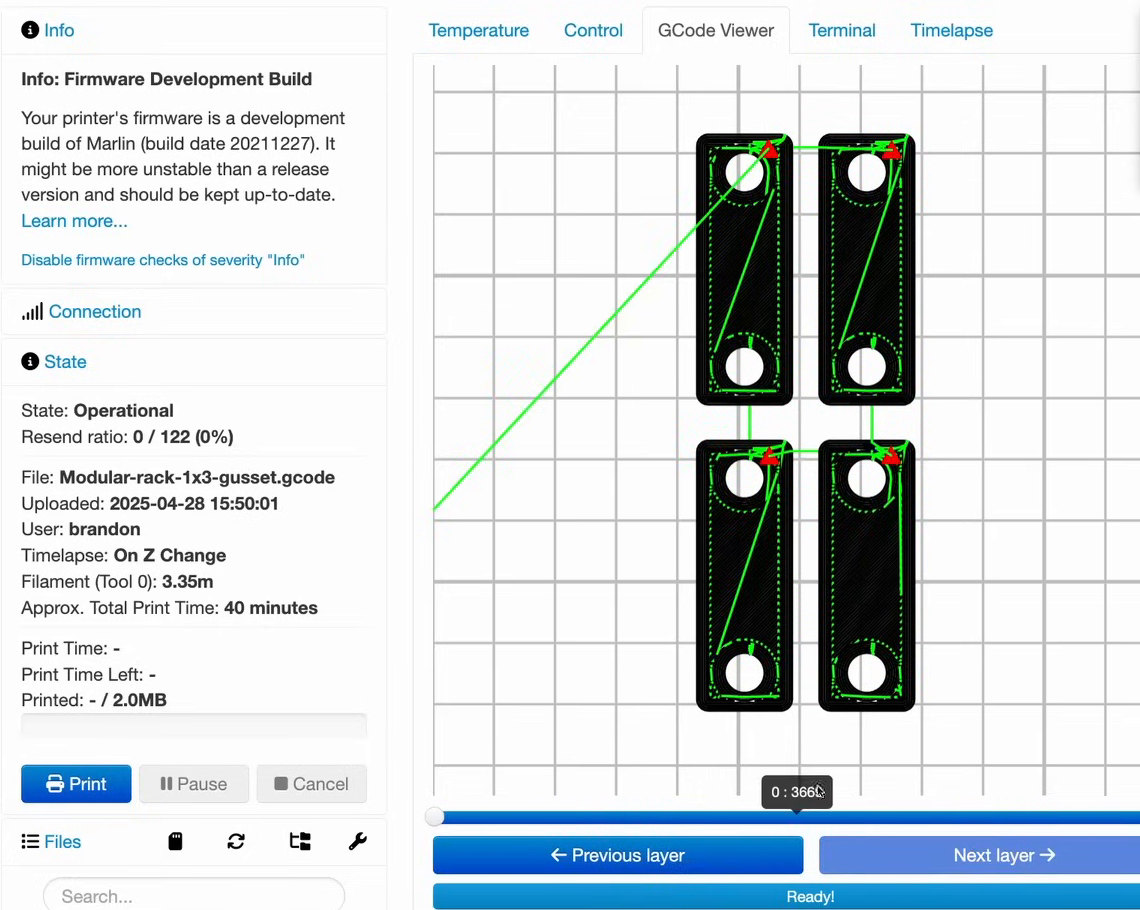 Info
Info: Firmware Development Build
Your printer's firmware is a development
build of Marlin (build date 20211227). It
might be more unstable than a release
version and should be kept up-to-date.
Learn more...
Disable firmware checks of severity "Info"
Connection
State
State: Operational
Resend ratio: 0 / 122 (0%)
File: Modular-rack-1x3-gusset.gcode
Uploaded: 2025-04-28 15:50:01
User: brandon
Timelapse: On Z Change
Filament (Tool 0): 3.35m
Approx. Total Print Time: 40 minutes
Print Time: -
Print Time Left: -
Printed: - / 2.0MB
Print
Pause
Cancel
Files
Search...
Temperature
Control
GCode Viewer
Terminal
Timelapse
0 :
Previous layer
Next layer
Ready!